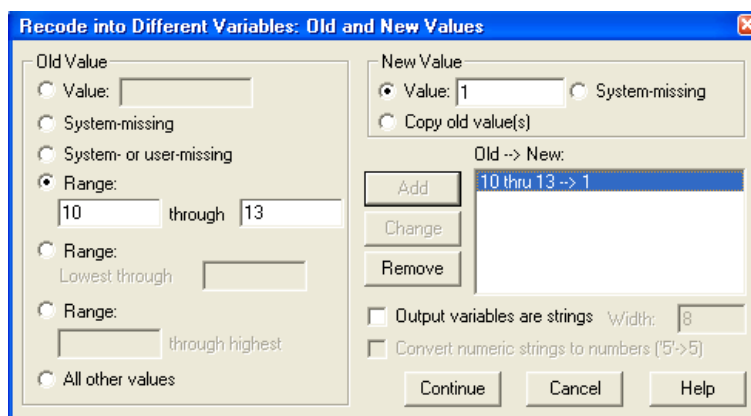 Recode into Different Variables: Old and New Values
Old Value
Value:
System-missing
System- or user-missing
Range:
10 through 13
Range:
Lowest through
Range:
through highest
All other values
New Value
Value: 1 System-missing
Copy old value(s)
Old --> New:
Add
10 thru 13 --> 1
Change
Remove
Output variables are strings Width: 8
Convert numeric strings to numbers ('5'->5)
Continue Cancel Help